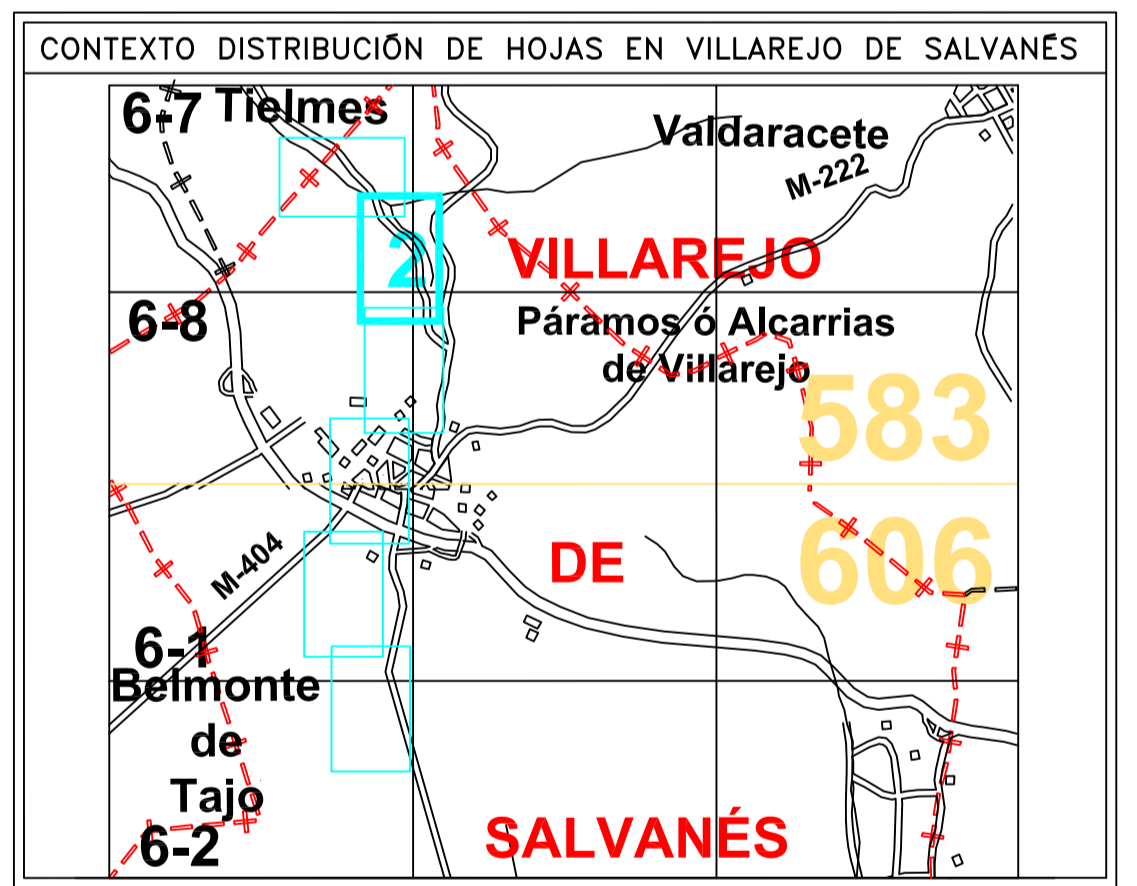 CONTEXTO DISTRIBUCIÓN DE HOJAS EN VILLAREJO DE SALVANÉS
6-7
Tielmes
Valdaracete
M-222
2
VILLAREJO
6-8
Páramos ó Alcarrias
de Villarejo
583
606
M-404
DE
6-1
Belmonte
de
Tajo
6-2
SALVANÉS